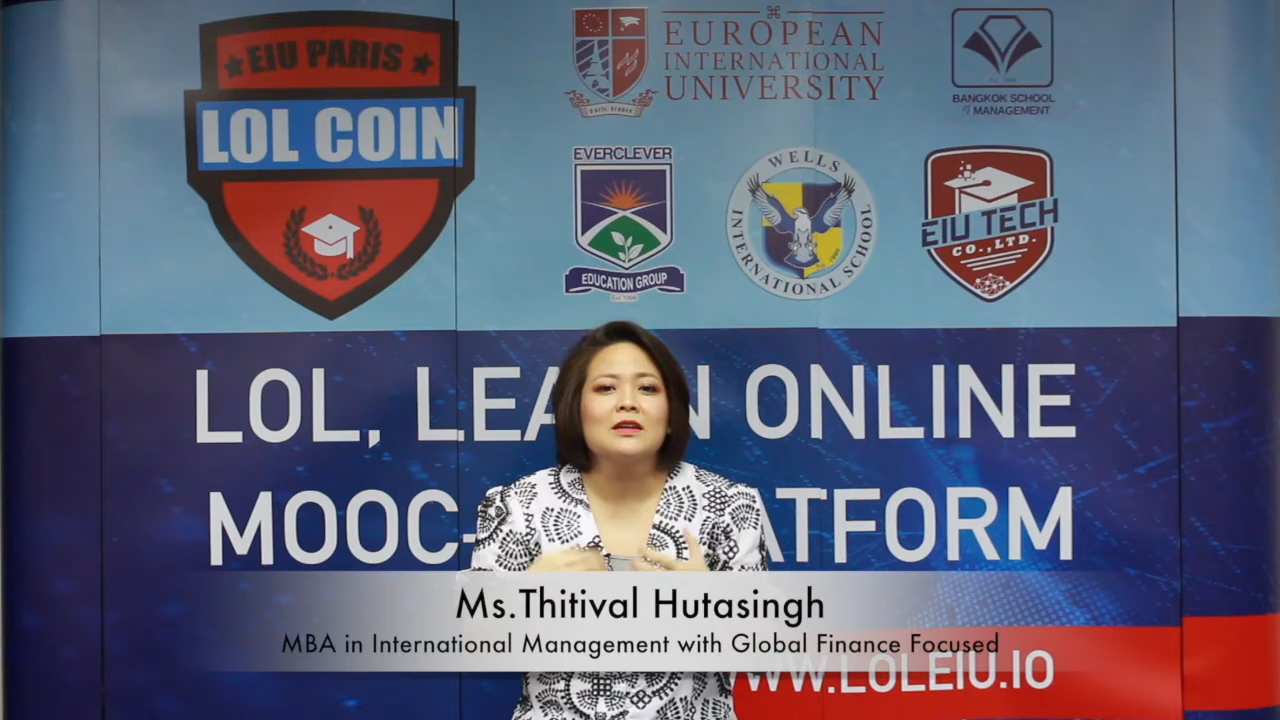 EIU PARIS
LOL COIN
EUROPEAN
INTERNATIONAL
UNIVERSITY
Paris, France
BANGKOK SCHOOL
of MANAGEMENT
EVERCLEVER
EDUCATION GROUP
WELLS
INTERNATIONAL SCHOOL
EIU TECH
CO.,LTD.
LOL, LEA N ONLINE
MOOC- ATFORM
Ms.Thitival Hutasingh
MBA in International Management with Global Finance Focused
WWW.LOLEIU.IO